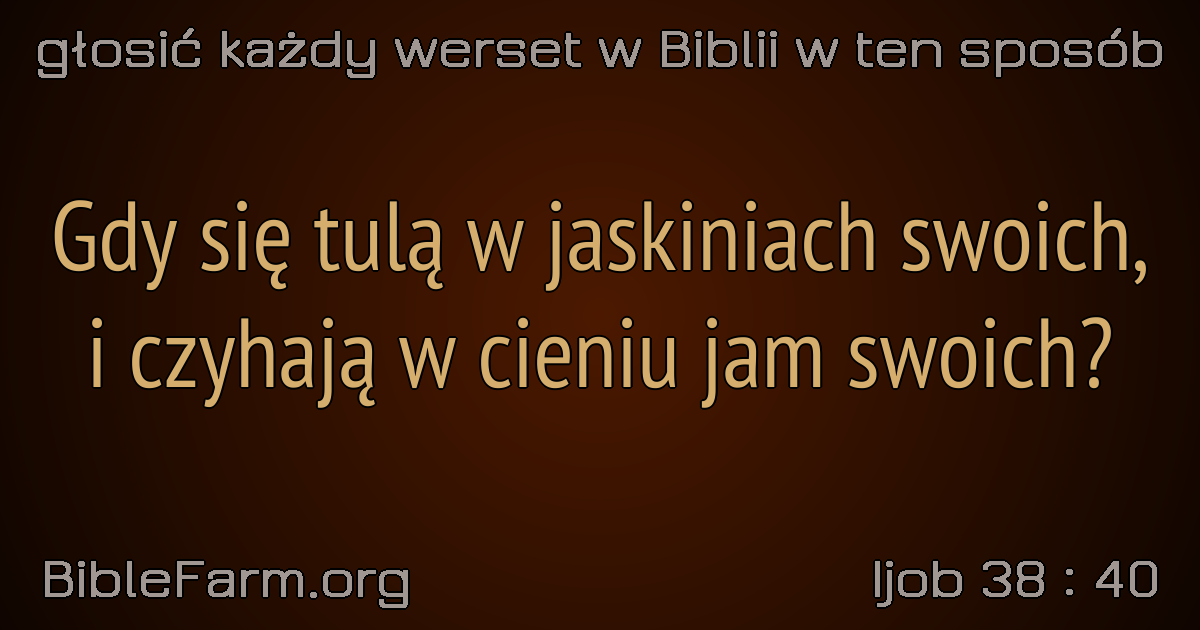 głosić każdy werset w Biblii w ten sposób
Gdy się tulą w jaskiniach swoich,
i czyhają w cieniu jam swoich?
BibleFarm.org
Ijob 38 : 40